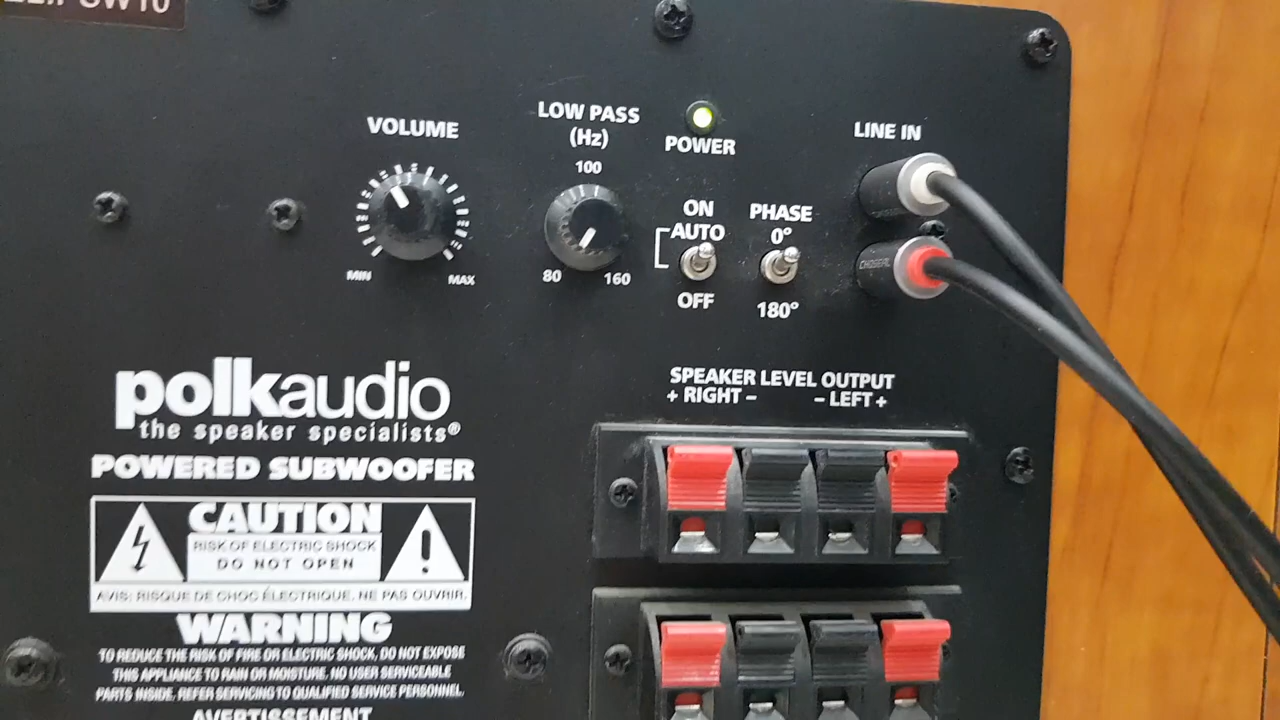 PSW10
VOLUME
MIN
MAX
LOW PASS
(Hz)
100
80
160
POWER
ON
AUTO
OFF
PHASE
0°
180°
LINE IN
CHOSEAL
SPEAKER LEVEL OUTPUT
+ RIGHT − − LEFT +
polkaudio
the speaker specialists®
POWERED SUBWOOFER
CAUTION
RISK OF ELECTRIC SHOCK
DO NOT OPEN
AVIS: RISQUE DE CHOC ÉLECTRIQUE. NE PAS OUVRIR.
WARNING
TO REDUCE THE RISK OF FIRE OR ELECTRIC SHOCK, DO NOT EXPOSE
THIS APPLIANCE TO RAIN OR MOISTURE. NO USER SERVICEABLE
PARTS INSIDE. REFER SERVICING TO QUALIFIED SERVICE PERSONNEL.
AVERTISSEMENT